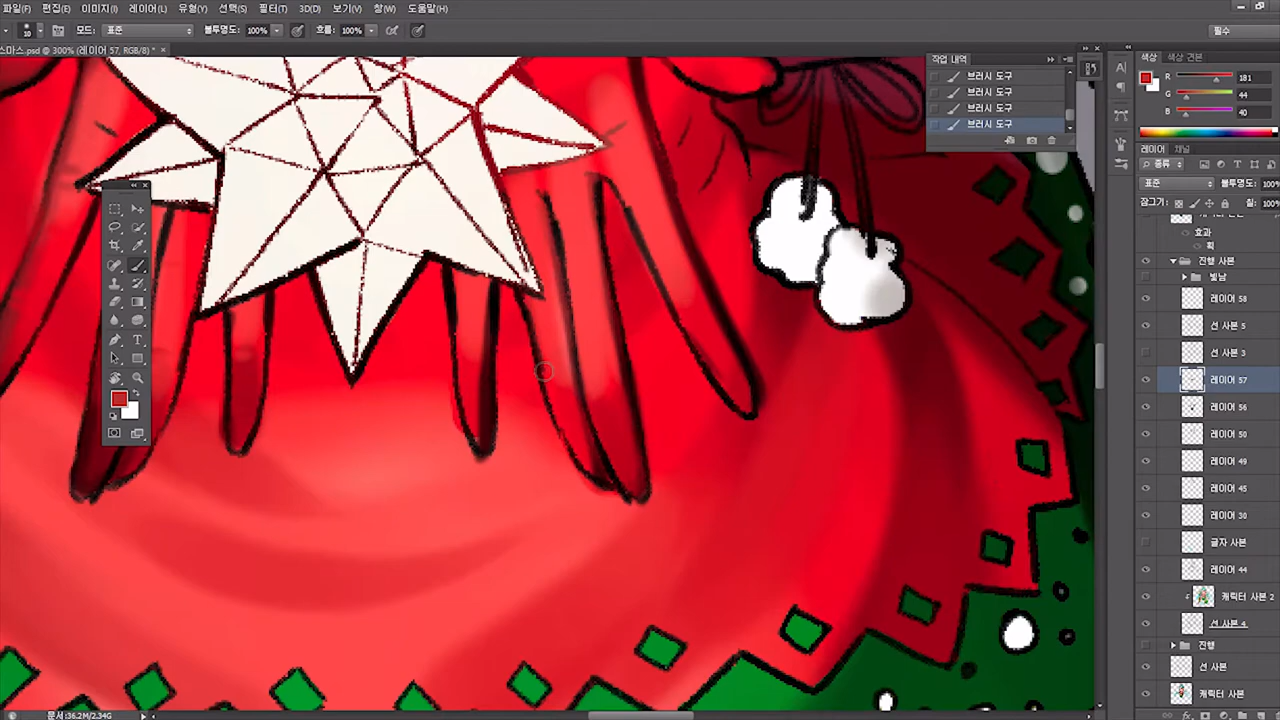 파일(F) 편집(E) 이미지(I) 레이어(L) 유형(Y) 선택(S) 필터(T) 3D(D) 보기(V) 창(W) 도움말(H)
10 모드: 표준 불투명도: 100% 흐름: 100% 필수
스마스.psd @ 300% (레이어 57, RGB/8) *
작업 내역
브러시 도구
브러시 도구
브러시 도구
브러시 도구
색상 색상 견본
R 181
G 44
B 40
레이어 채널
종류
표준 불투명도: 100%
잠그기: 칠: 100%
효과
획
진행 사본
빛남
레이어 58
선 사본 5
선 사본 3
레이어 57
레이어 56
레이어 50
레이어 49
레이어 45
레이어 30
글자 사본
레이어 44
캐릭터 사본 2
선 사본 4
진행
선 사본
캐릭터 사본
문서:36.2M/2.34G